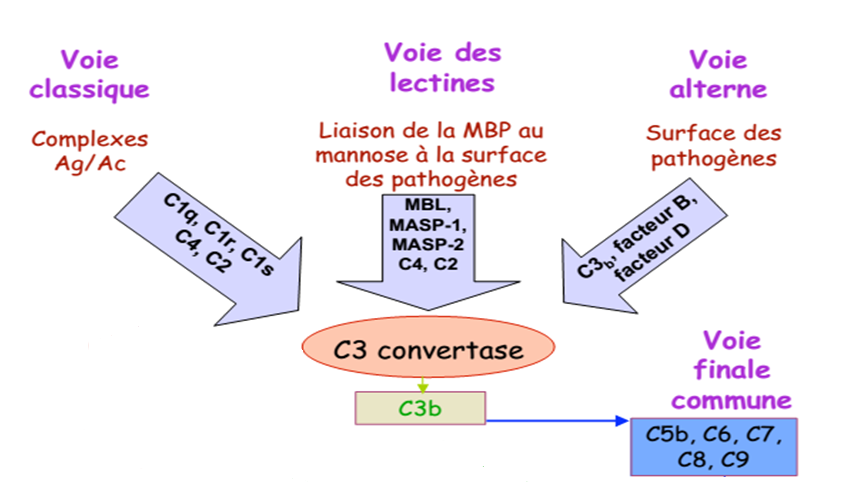 Voie
classique
Complexes
Ag/Ac
C1q, C1r, C1s
C4, C2
Voie des
lectines
Liaison de la MBP au
mannose à la surface
des pathogènes
MBL,
MASP-1,
MASP-2
C4, C2
Voie
alterne
Surface des
pathogènes
C3b, facteur B,
facteur D
C3 convertase
C3b
Voie
finale
commune
C5b, C6, C7,
C8, C9